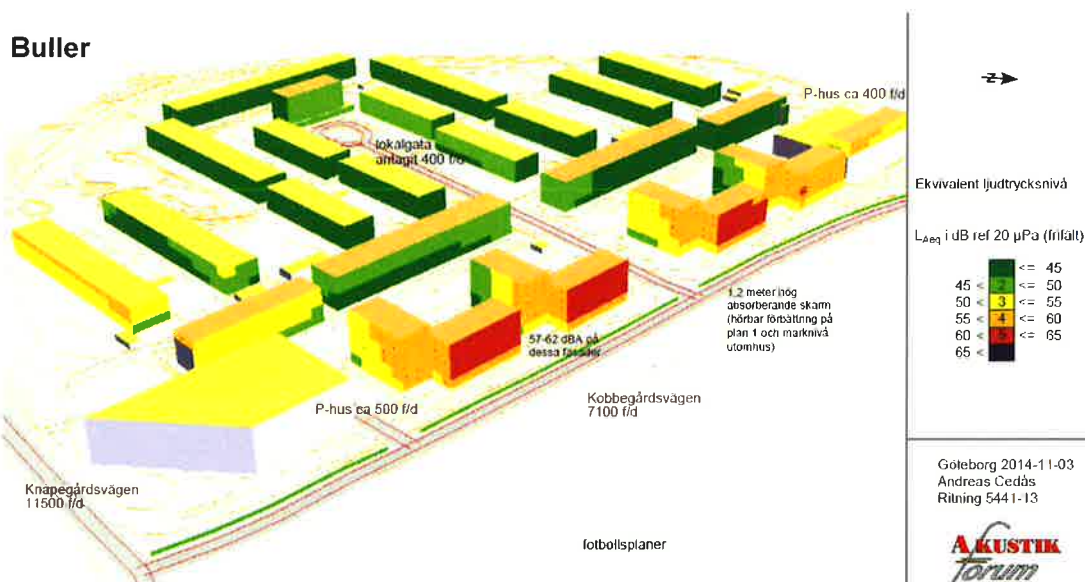 Buller
P-hus ca 400 f/d
lokalgata
antagit 400 f/d
Ekvivalent ljudtrycksnivå
LAeq i dB ref 20 µPa (frifält)
<= 45
45 < 2 <= 50
50 < 3 <= 55
55 < 4 <= 60
60 < 5 <= 65
65 <
1,2 meter hög
absorberande skärm
(hörbar förbättring på
plan 1 och marknivå
utomhus)
57-62 dBA på
dessa fasader
Kobbegårdsvägen
7100 f/d
P-hus ca 500 f/d
Knapegårdsvägen
11500 f/d
fotbollsplaner
Göteborg 2014-11-03
Andreas Cedås
Ritning 5441-13
AKUSTIK
forum